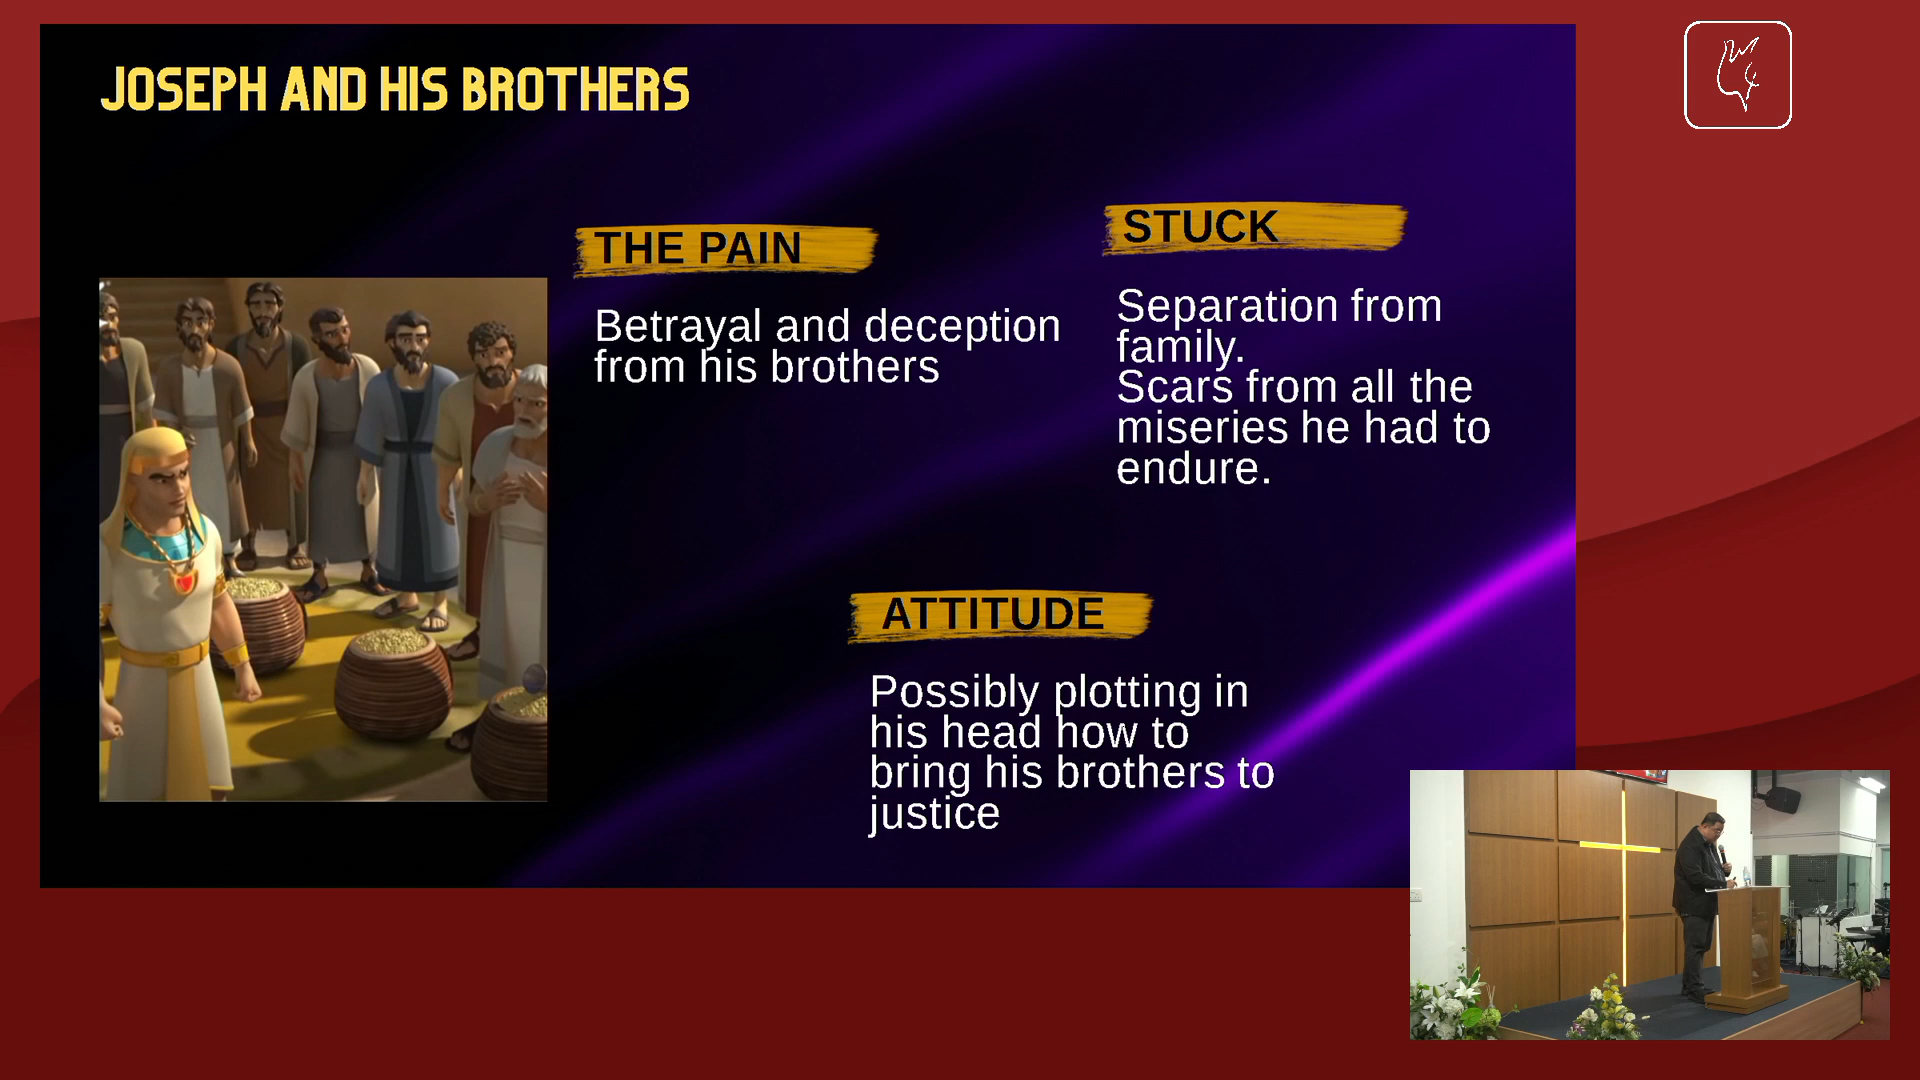 JOSEPH AND HIS BROTHERS
THE PAIN
Betrayal and deception
from his brothers
STUCK
Separation from
family.
Scars from all the
miseries he had to
endure.
ATTITUDE
Possibly plotting in
his head how to
bring his brothers to
justice